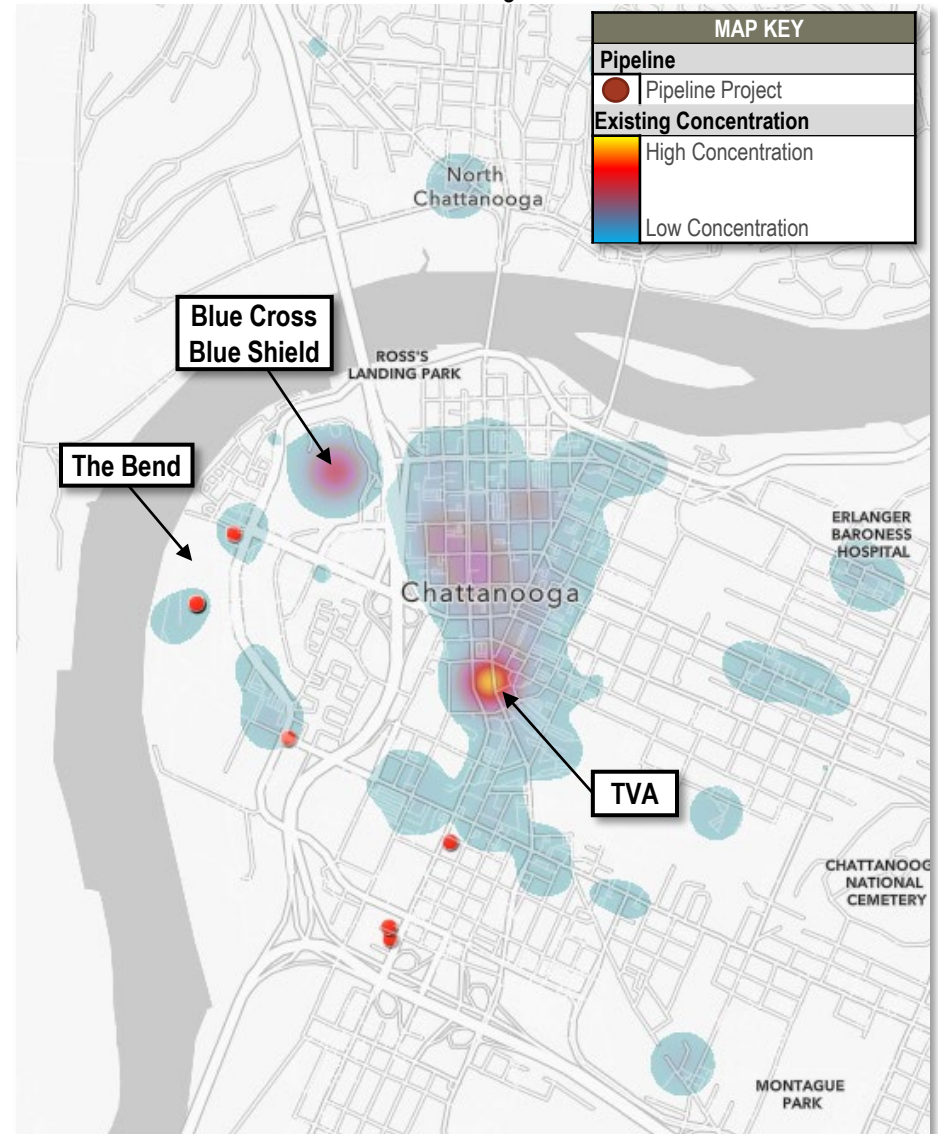 MAP KEY
Pipeline
Pipeline Project
Existing Concentration
High Concentration
Low Concentration
North
Chattanooga
Blue Cross
Blue Shield
ROSS'S
LANDING PARK
The Bend
ERLANGER
BARONESS
HOSPITAL
Chattanooga
TVA
CHATTANOOG
NATIONAL
CEMETERY
MONTAGUE
PARK